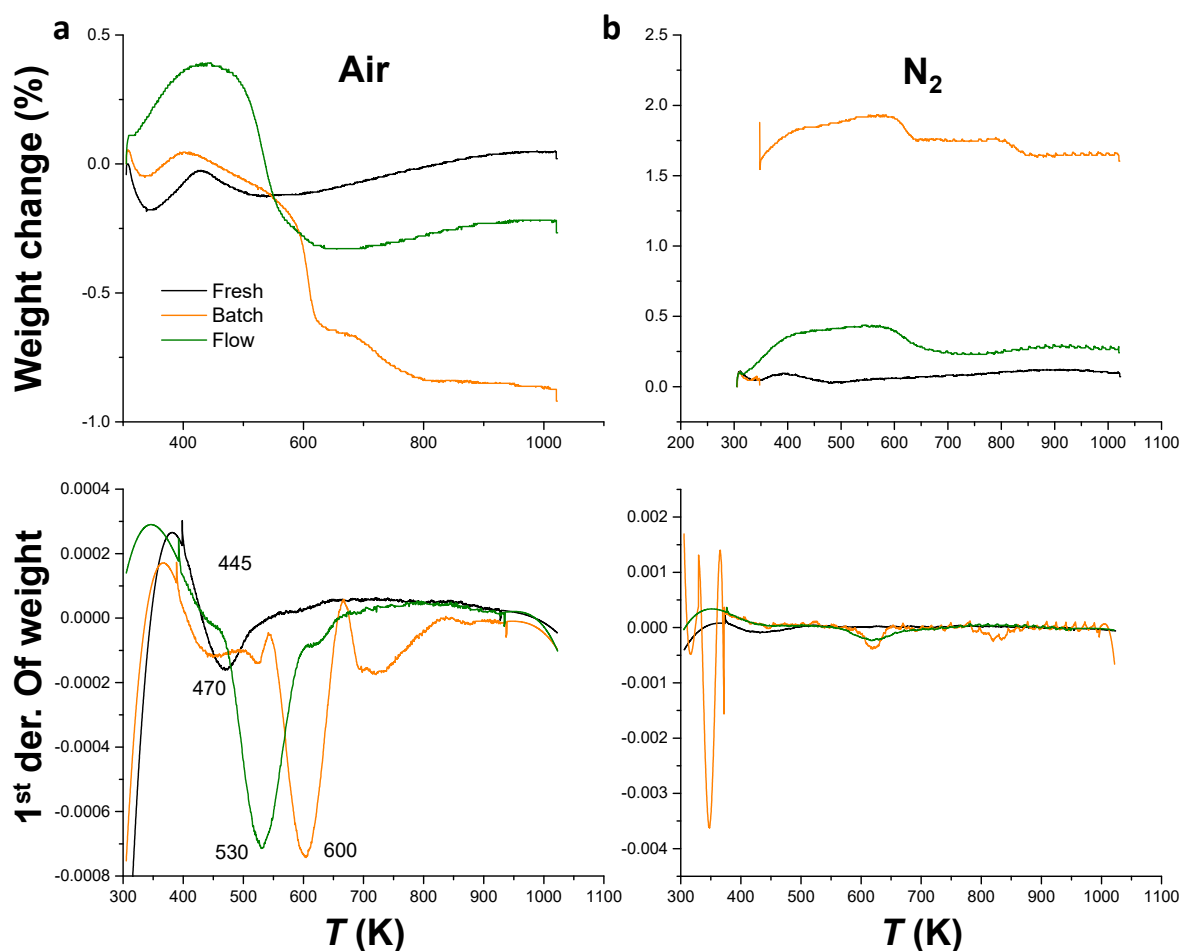 a
b
Air
N2
Weight change (%)
0.5
0.0
-0.5
-1.0
Fresh
Batch
Flow
400
600
800
1000
2.5
2.0
1.5
1.0
0.5
0.0
200 300 400 500 600 700 800 900 1000 1100
1st der. Of weight
0.0004
0.0002
0.0000
-0.0002
-0.0004
-0.0006
-0.0008
445
470
530
600
300 400 500 600 700 800 900 1000 1100
T (K)
0.002
0.001
0.000
-0.001
-0.002
-0.003
-0.004
300 400 500 600 700 800 900 1000 1100
T (K)